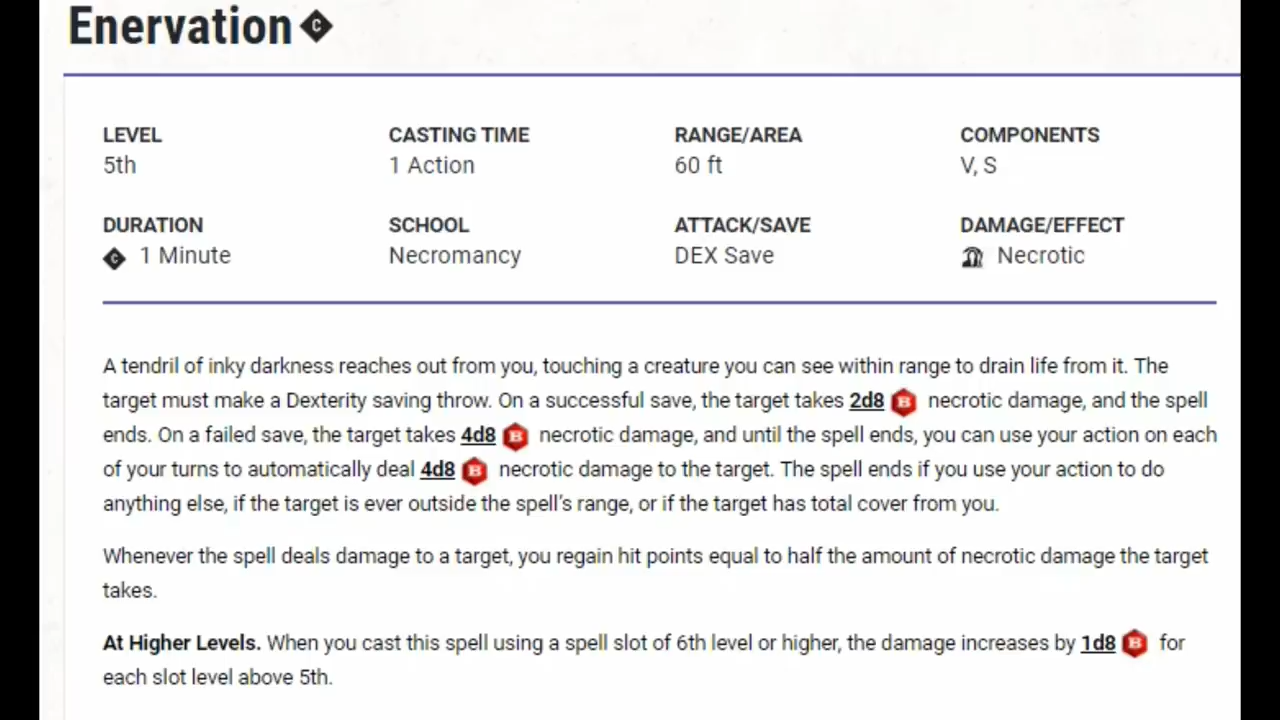 Enervation C
LEVEL CASTING TIME RANGE/AREA COMPONENTS
5th 1 Action 60 ft V, S
DURATION SCHOOL ATTACK/SAVE DAMAGE/EFFECT
C 1 Minute Necromancy DEX Save Necrotic
A tendril of inky darkness reaches out from you, touching a creature you can see within range to drain life from it. The
target must make a Dexterity saving throw. On a successful save, the target takes 2d8 B necrotic damage, and the spell
ends. On a failed save, the target takes 4d8 B necrotic damage, and until the spell ends, you can use your action on each
of your turns to automatically deal 4d8 B necrotic damage to the target. The spell ends if you use your action to do
anything else, if the target is ever outside the spell's range, or if the target has total cover from you.
Whenever the spell deals damage to a target, you regain hit points equal to half the amount of necrotic damage the target
takes.
At Higher Levels. When you cast this spell using a spell slot of 6th level or higher, the damage increases by 1d8 B for
each slot level above 5th.